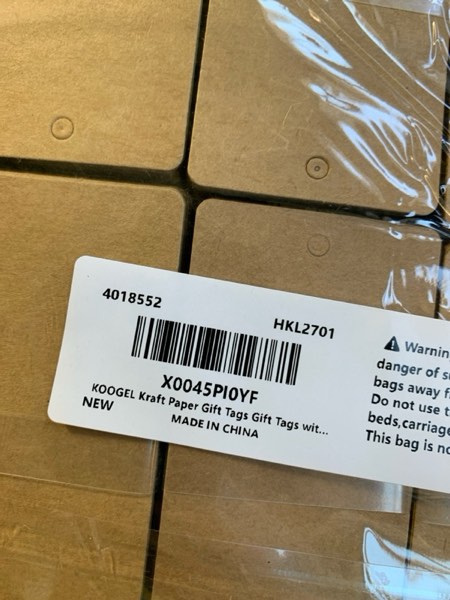 4018552
HKL2701
X0045PI0YF
KOOGEL Kraft Paper Gift Tags Gift Tags wit...
NEW
MADE IN CHINA
⚠ Warnin
danger of s
bags away f
Do not use t
beds,carriage
This bag is no